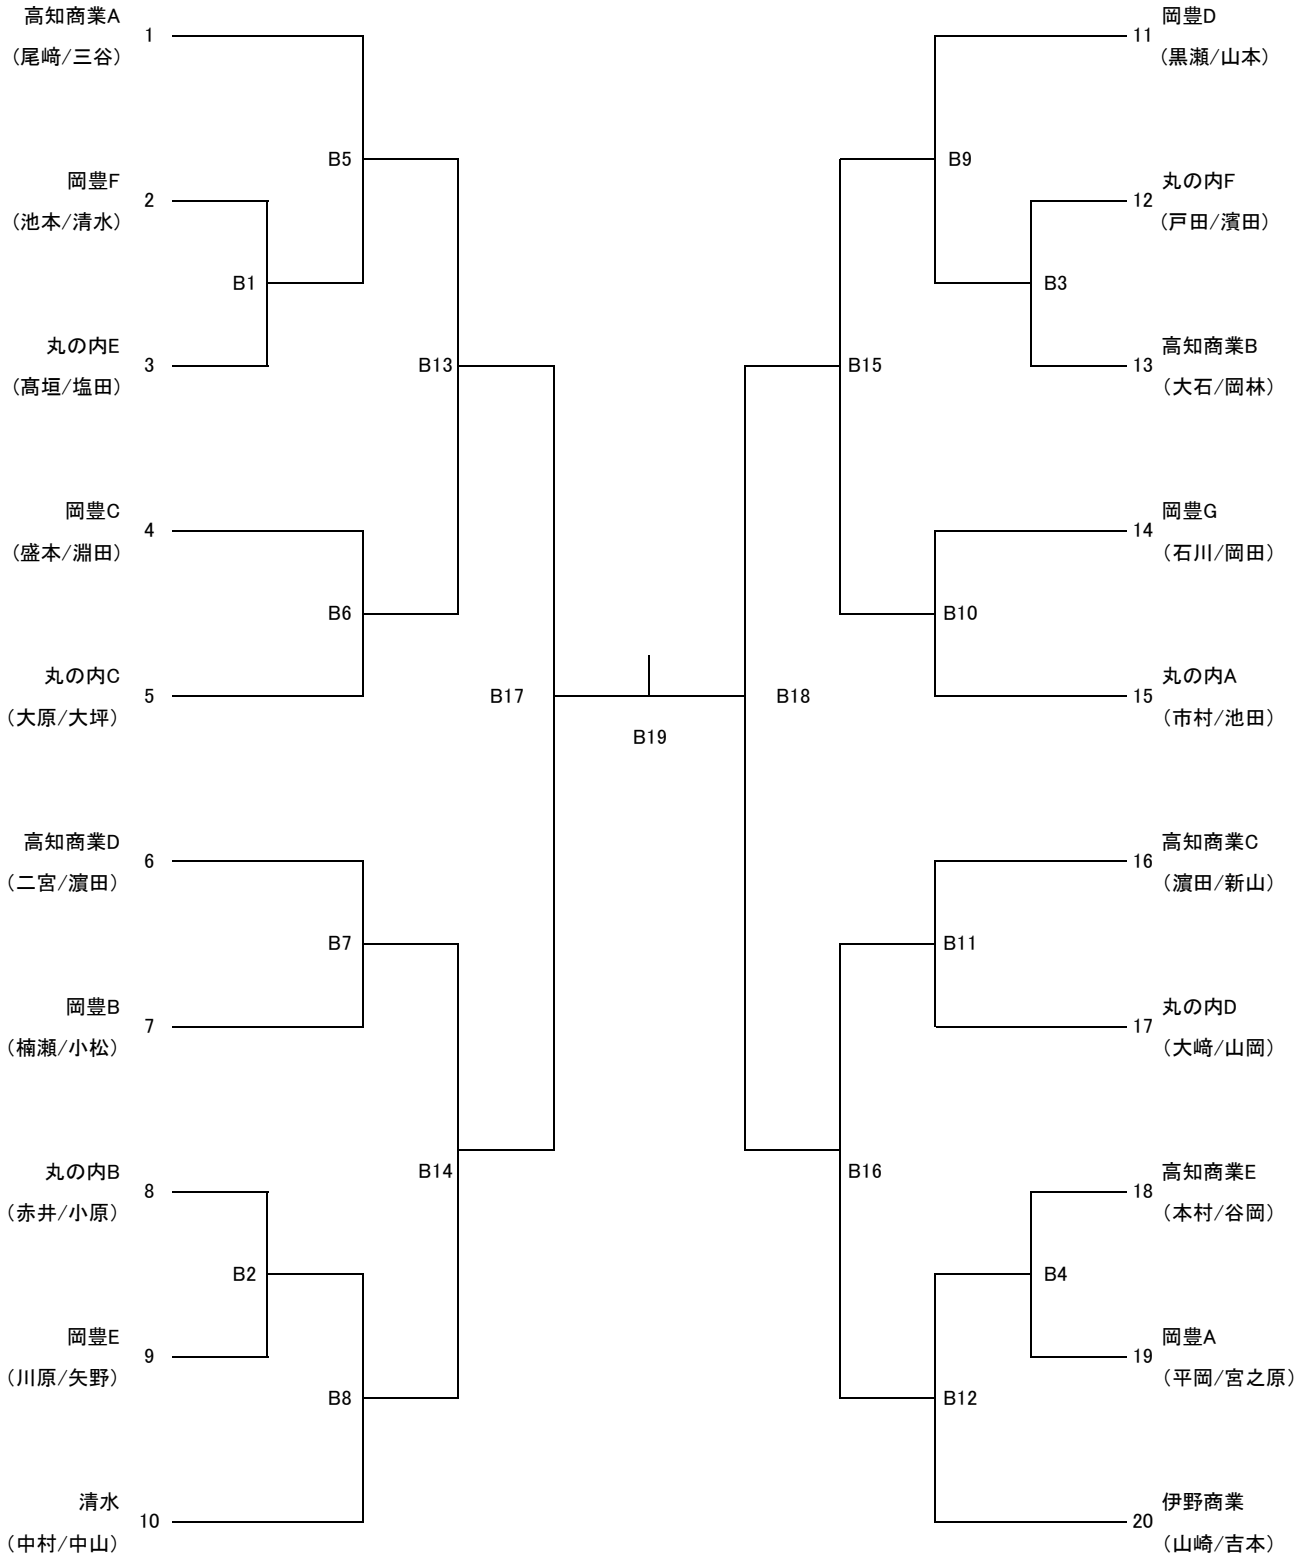 高知商業A
1
(尾﨑/三谷)
岡豊F
2
(池本/清水)
B1
丸の内E
3
(髙垣/塩田)
B5
岡豊C
4
(盛本/淵田)
B6
丸の内C
5
(大原/大坪)
B13
高知商業D
6
(二宮/濵田)
B7
岡豊B
7
(楠瀬/小松)
丸の内B
8
(赤井/小原)
B2
岡豊E
9
(川原/矢野)
B8
清水
10
(中村/中山)
B14
B17
B19
B18
岡豊D
11
(黒瀬/山本)
B9
丸の内F
12
(戸田/濱田)
B3
高知商業B
13
(大石/岡林)
B15
岡豊G
14
(石川/岡田)
B10
丸の内A
15
(市村/池田)
高知商業C
16
(濵田/新山)
B11
丸の内D
17
(大﨑/山岡)
B16
高知商業E
18
(本村/谷岡)
B4
岡豊A
19
(平岡/宮之原)
B12
伊野商業
20
(山崎/吉本)